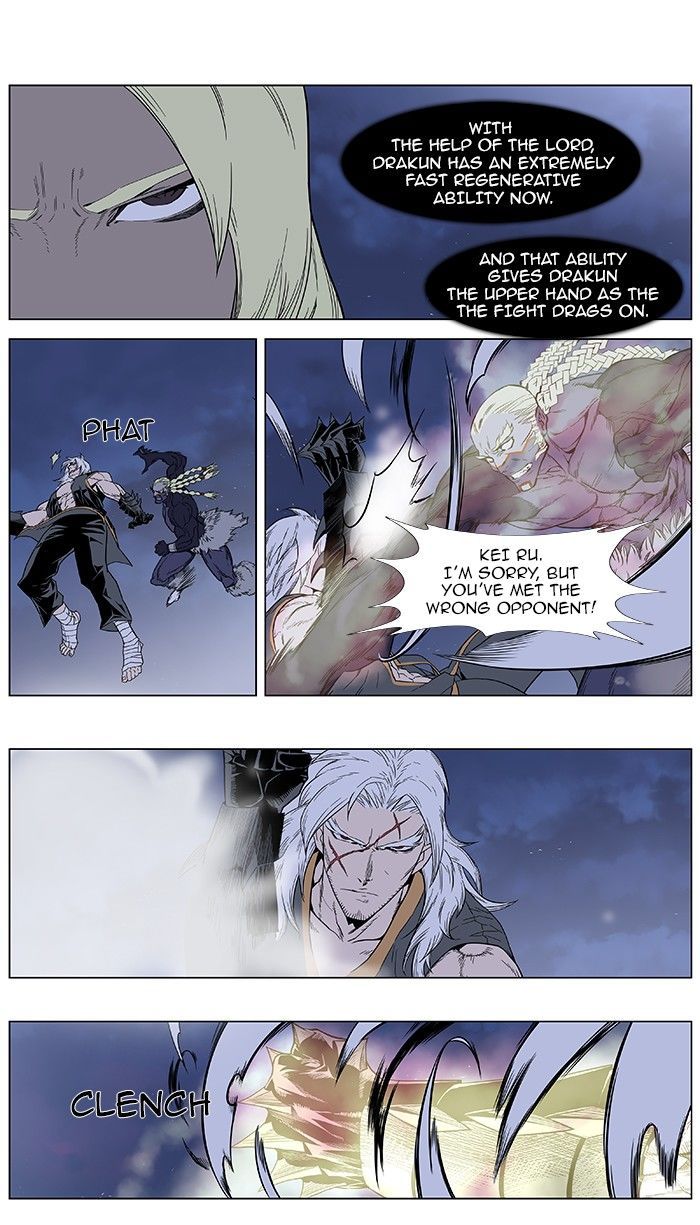 WITH
THE HELP OF THE LORD,
DRAKUN HAS AN EXTREMELY
FAST REGENERATIVE
ABILITY NOW.
AND THAT ABILITY
GIVES DRAKUN
THE UPPER HAND AS THE
THE FIGHT DRAGS ON.
PHAT
KEI RU.
I'M SORRY, BUT
YOU'VE MET THE
WRONG OPPONENT!
CLENCH